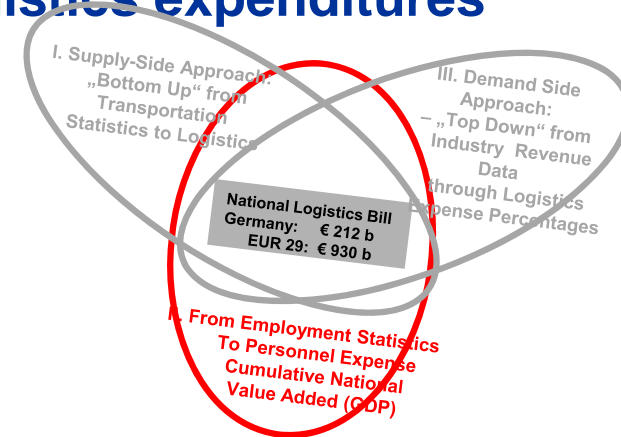 istics expenditures
I. Supply-Side Approach:
„Bottom Up“ from
Transportation
Statistics to Logistics
III. Demand Side
Approach:
– „Top Down“ from
Industry Revenue
Data
through Logistics
Expense Percentages
National Logistics Bill
Germany: € 212 b
EUR 29: € 930 b
II. From Employment Statistics
To Personnel Expense
Cumulative National
Value Added (GDP)